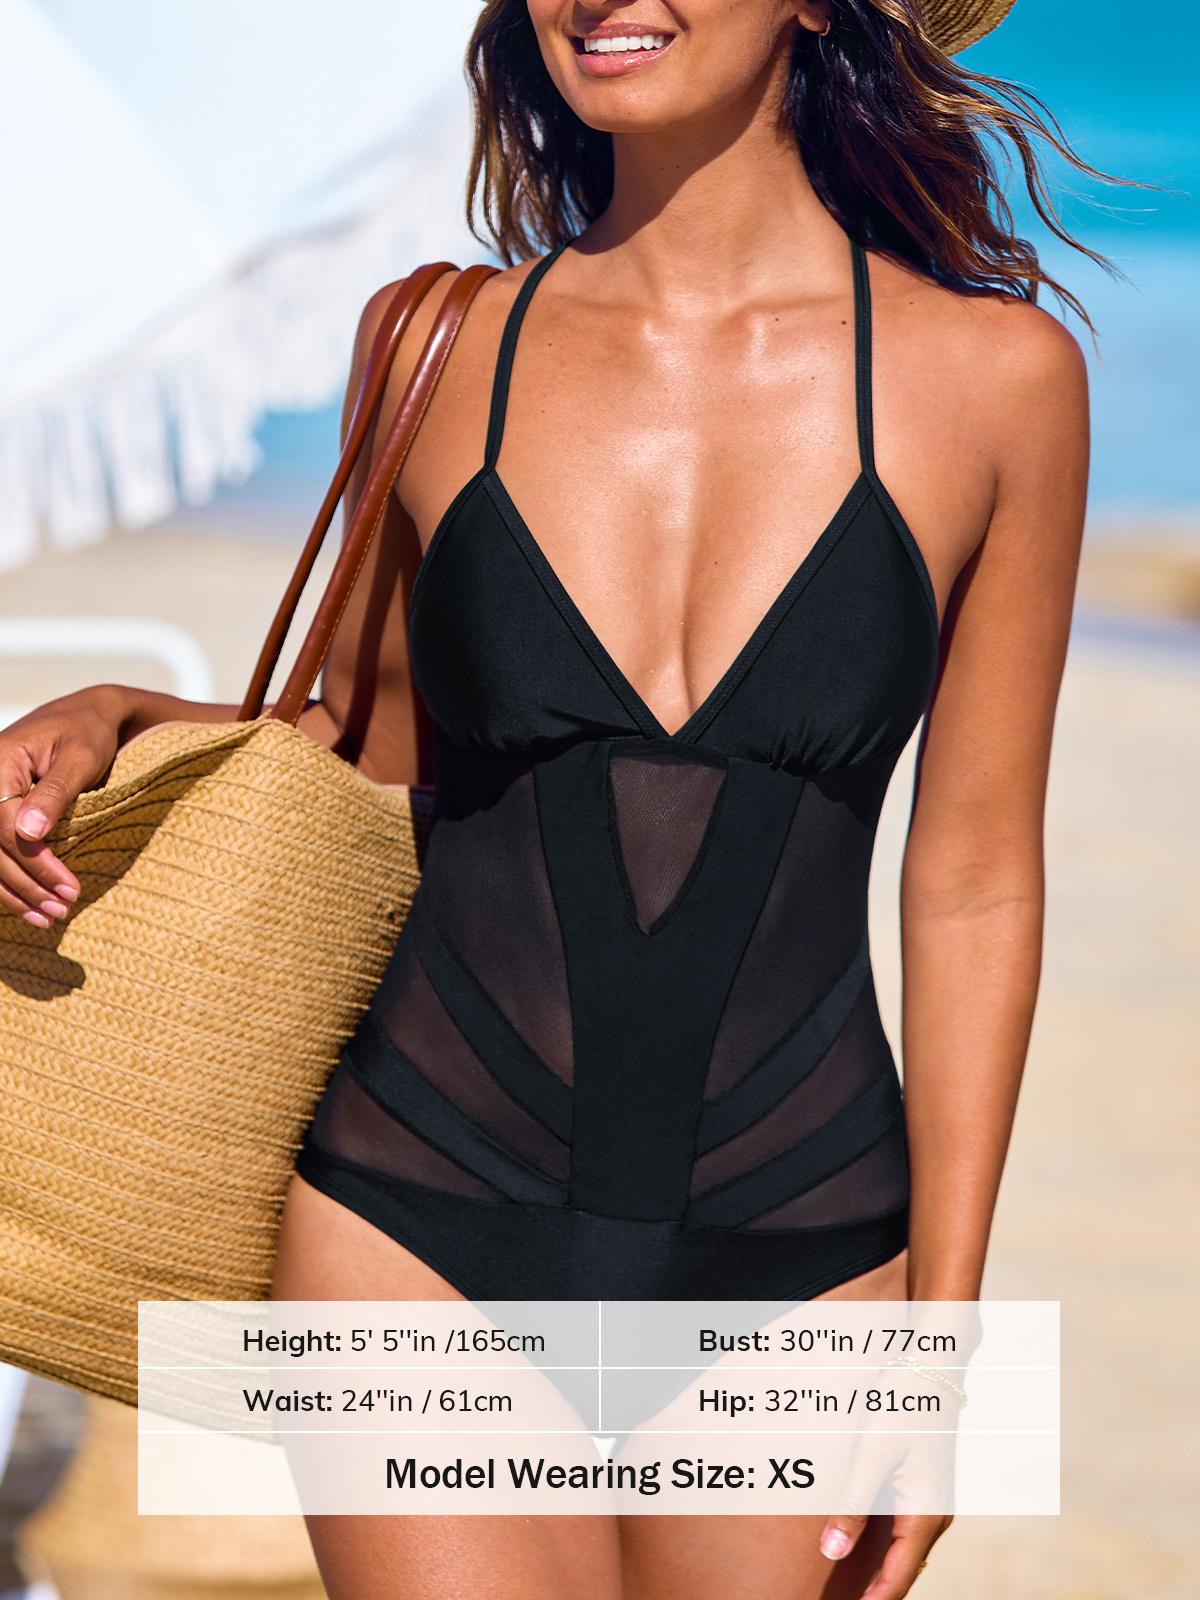 Height: 5' 5''in /165cm
Bust: 30''in / 77cm
Waist: 24''in / 61cm
Hip: 32''in / 81cm
Model Wearing Size: XS